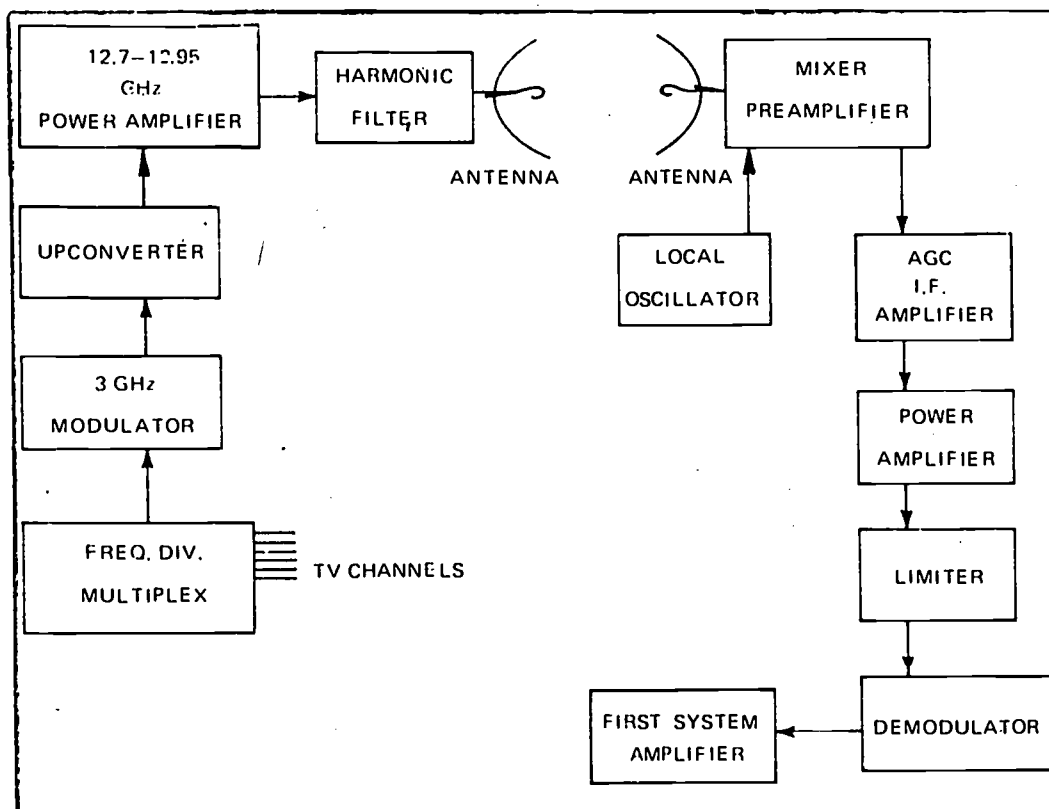 12.7-12.95
GHz
POWER AMPLIFIER
HARMONIC
FILTER
ANTENNA
ANTENNA
MIXER
PREAMPLIFIER
UPCONVERTER
LOCAL
OSCILLATOR
AGC
I.F.
AMPLIFIER
3 GHz
MODULATOR
POWER
AMPLIFIER
FREQ. DIV.
MULTIPLEX
TV CHANNELS
LIMITER
FIRST SYSTEM
AMPLIFIER
DEMODULATOR